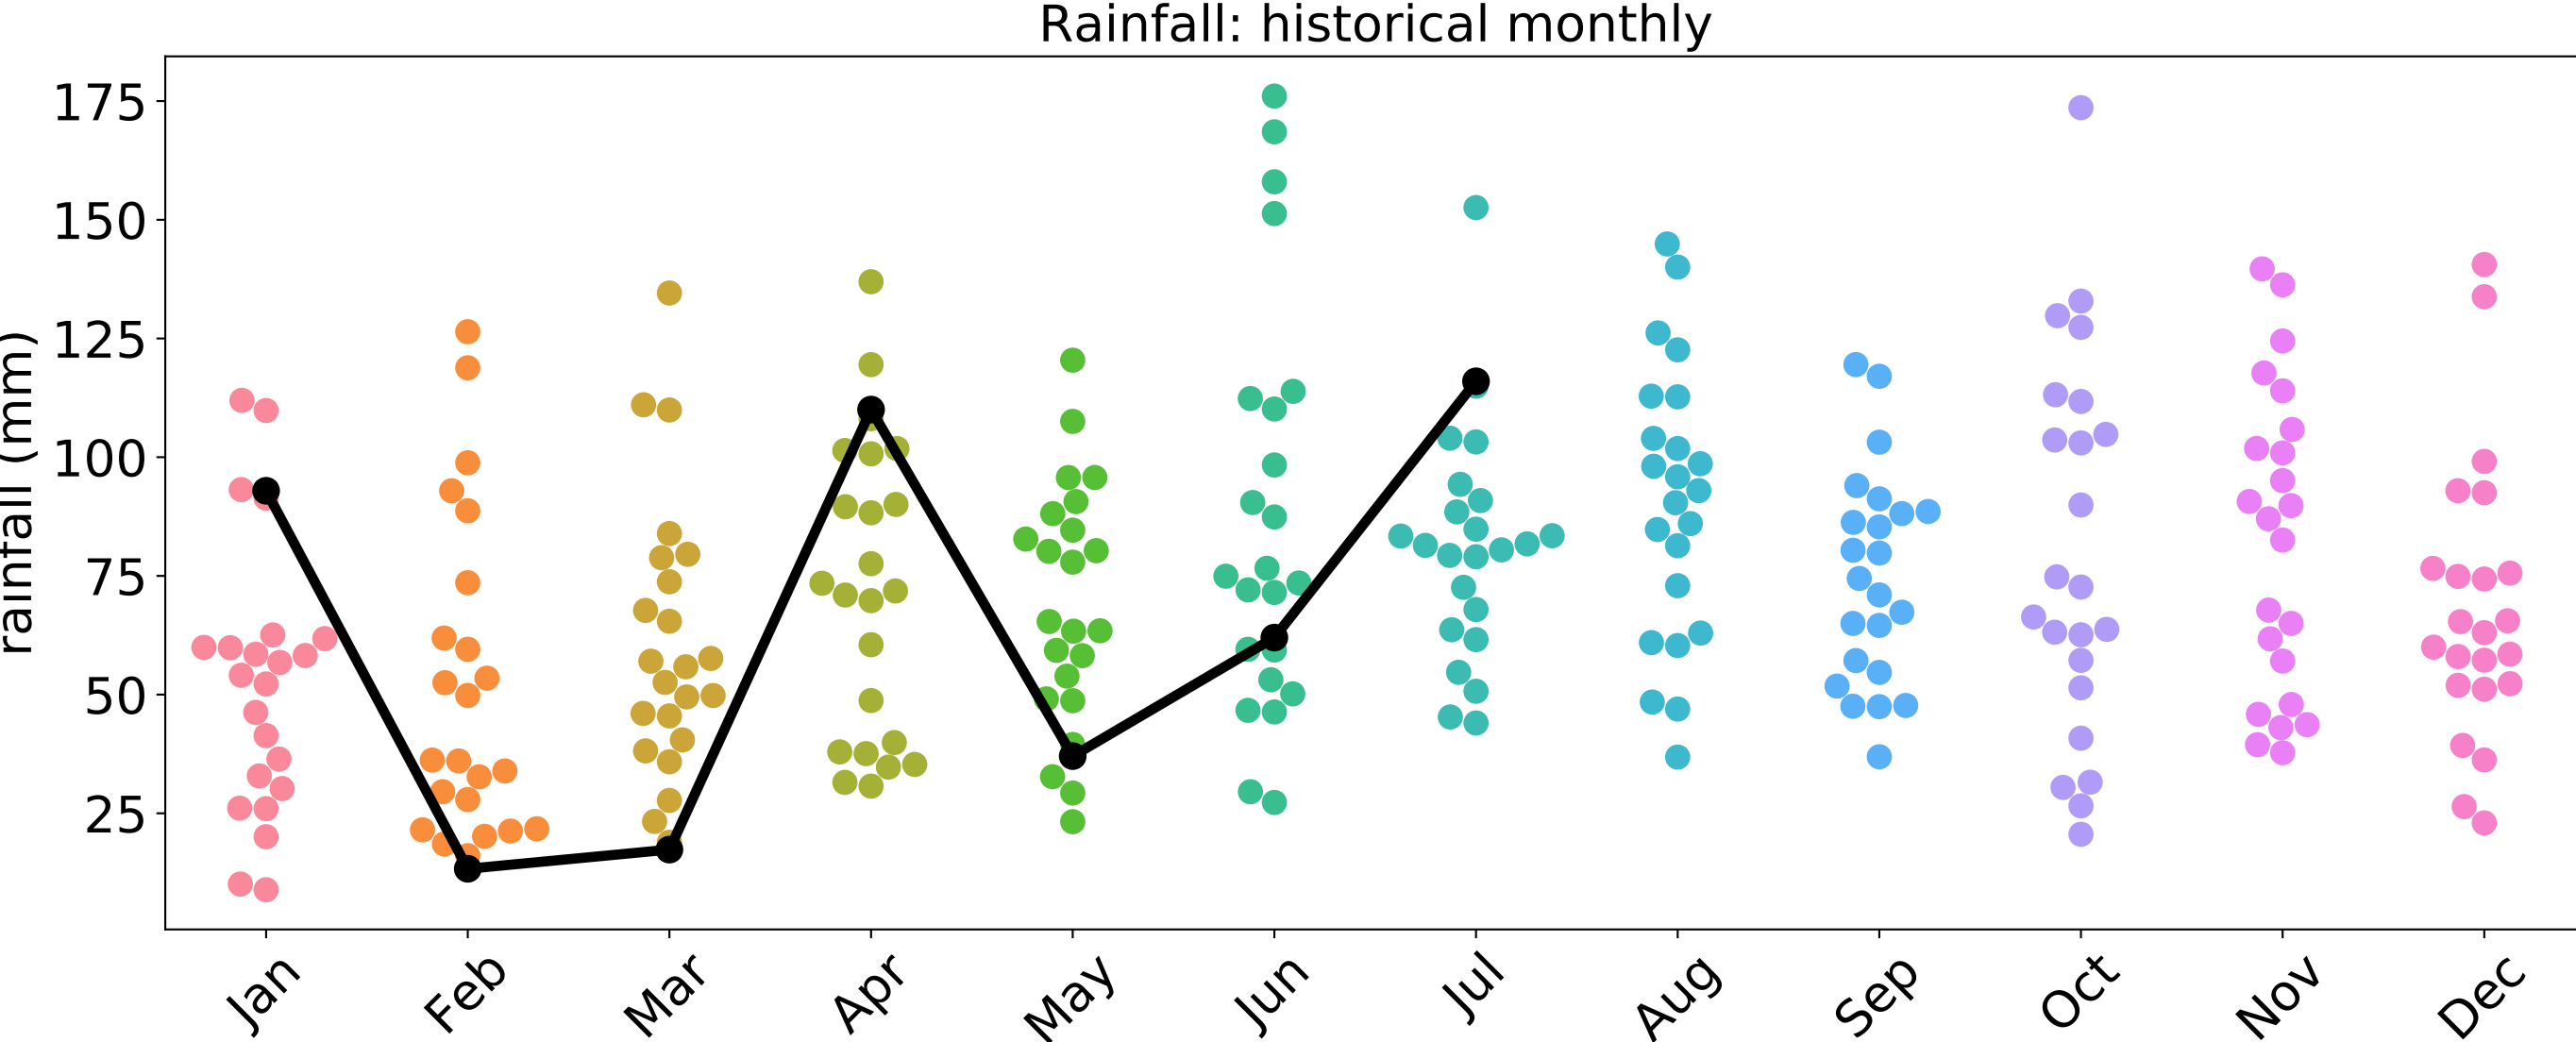 Rainfall: historical monthly
rainfall (mm)
175
150
125
100
75
50
25
Jan
Feb
Mar
Apr
May
Jun
Jul
Aug
Sep
Oct
Nov
Dec